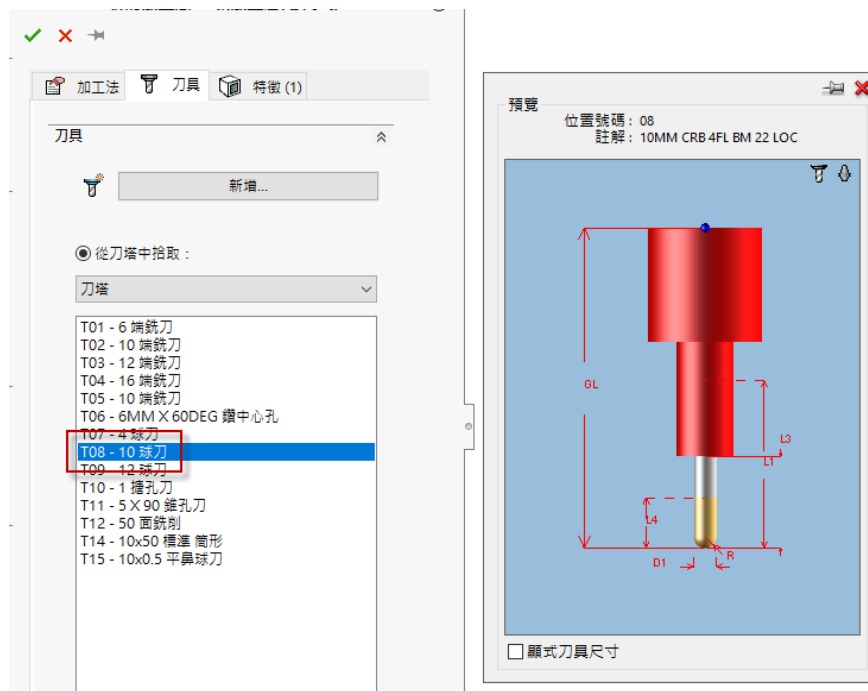 加工法
刀具
特徵 (1)
刀具
新增...
從刀塔中拾取：
刀塔
T01 - 6 端銑刀
T02 - 10 端銑刀
T03 - 12 端銑刀
T04 - 16 端銑刀
T05 - 10 端銑刀
T06 - 6MM X 60DEG 鑽中心孔
T07 - 4 球刀
T08 - 10 球刀
T09 - 12 球刀
T10 - 1 搪孔刀
T11 - 5 X 90 錐孔刀
T12 - 50 面銑削
T14 - 10x50 標準 筒形
T15 - 10x0.5 平鼻球刀
預覽
位置號碼：08
註解：10MM CRB 4FL BM 22 LOC
GL
L3
L1
L4
R
D1
顯式刀具尺寸